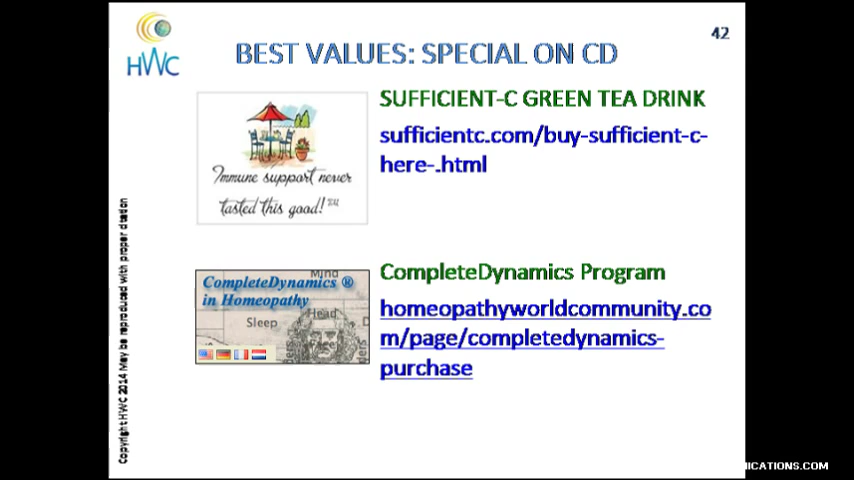 HWC
42
BEST VALUES: SPECIAL ON CD
SUFFICIENT-C GREEN TEA DRINK
sufficientc.com/buy-sufficient-c-
here-.html
Immune support never
tasted this good!
CompleteDynamics Program
homeopathyworldcommunity.co
m/page/completedynamics-
purchase
CompleteDynamics ®
in Homeopathy
Mind
Head
Sleep
Copyright HWC 2014 May be reproduced with proper citation
ICATIONS.COM